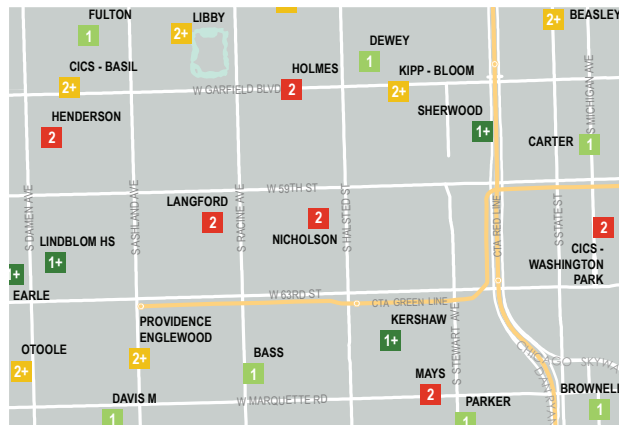 FULTON
1
LIBBY
2+
BEASLEY
2+
DEWEY
1
CICS - BASIL
2+
HOLMES
2
KIPP - BLOOM
2+
W GARFIELD BLVD
S MICHIGAN AVE
HENDERSON
2
SHERWOOD
1+
CARTER
1
S DAMEN AVE
S ASHLAND AVE
S RACINE AVE
S HALSTED ST
W 59TH ST
LANGFORD
2
2
NICHOLSON
CTA RED LINE
S STATE ST
2
CICS -
WASHINGTON
PARK
LINDBLOM HS
1+
1+
EARLE
W 63RD ST
CTA GREEN LINE
PROVIDENCE
ENGLEWOOD
2+
KERSHAW
1+
S STEWART AVE
OTOOLE
2+
BASS
1
CHICAGO SKYWA
DAN RYAN
MAYS
2
BROWNELL
1
DAVIS M
1
W MARQUETTE RD
PARKER
1